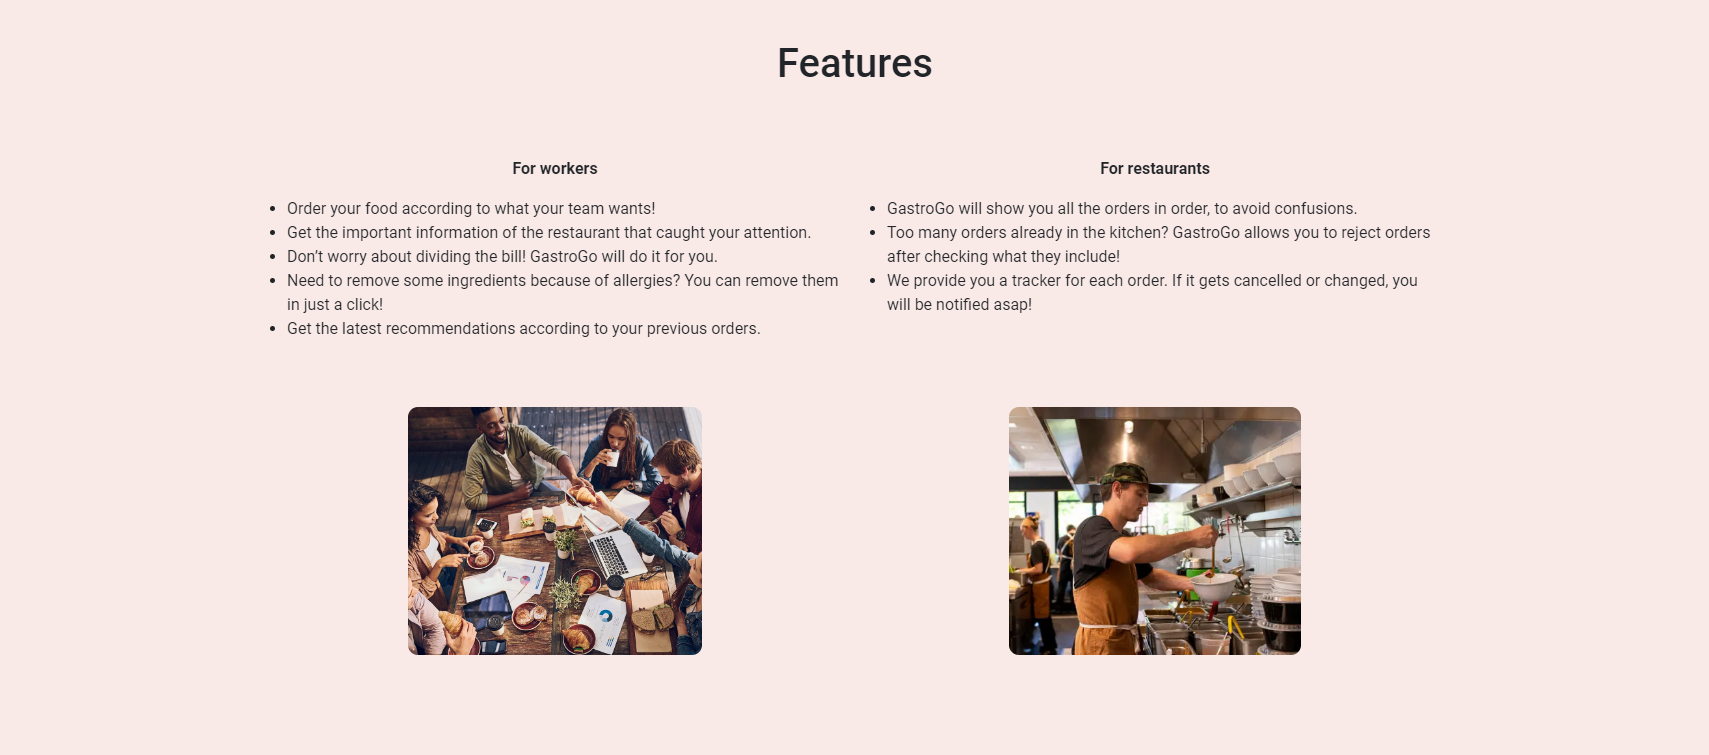 Features
For workers
Order your food according to what your team wants!
Get the important information of the restaurant that caught your attention.
Don’t worry about dividing the bill! GastroGo will do it for you.
Need to remove some ingredients because of allergies? You can remove them
in just a click!
Get the latest recommendations according to your previous orders.
For restaurants
GastroGo will show you all the orders in order, to avoid confusions.
Too many orders already in the kitchen? GastroGo allows you to reject orders
after checking what they include!
We provide you a tracker for each order. If it gets cancelled or changed, you
will be notified asap!